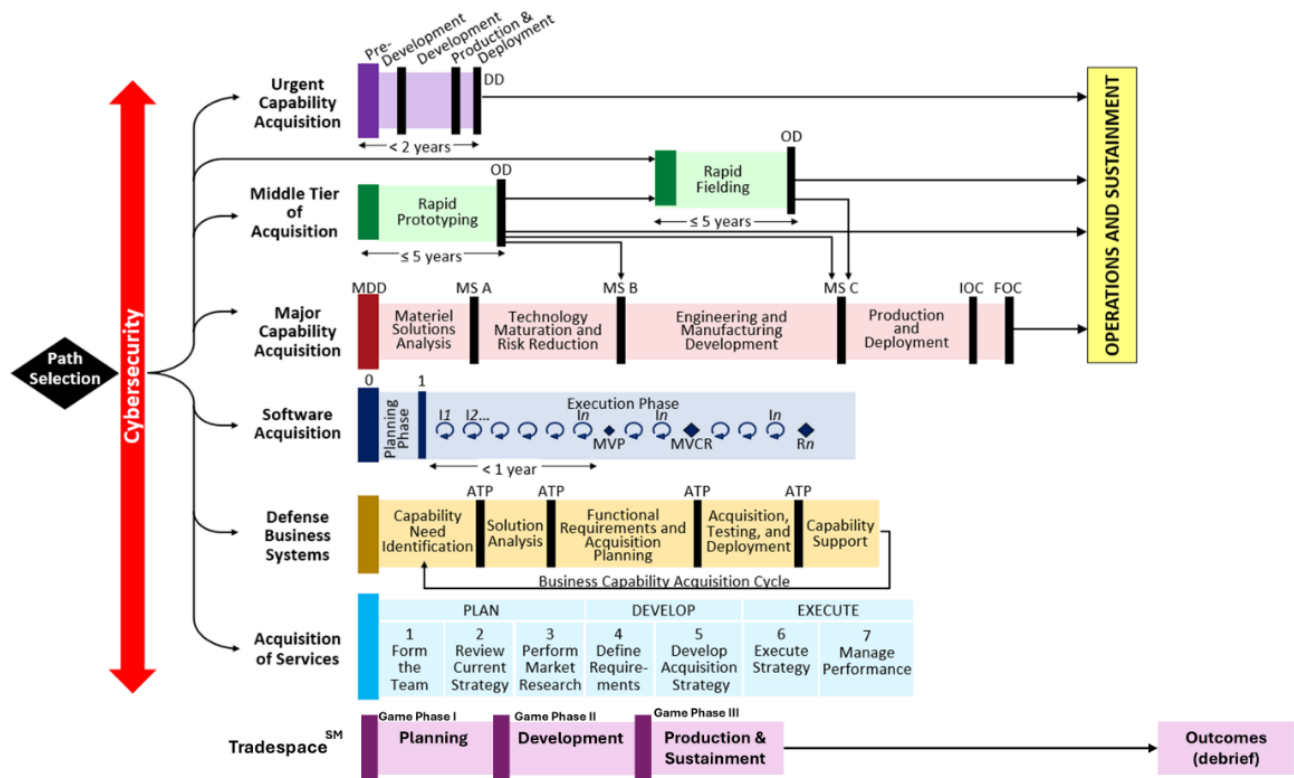 Pre-
Development
Development
Production &
Deployment
DD
Urgent
Capability
Acquisition
< 2 years
OD
Rapid
Fielding
≤ 5 years
OD
Middle Tier
of
Acquisition
Rapid
Prototyping
≤ 5 years
OPERATIONS AND SUSTAINMENT
Path
Selection
Cybersecurity
MDD
MS A
MS B
MS C
IOC
FOC
Major
Capability
Acquisition
Materiel
Solutions
Analysis
Technology
Maturation and
Risk Reduction
Engineering and
Manufacturing
Development
Production
and
Deployment
0
1
Software
Acquisition
Planning
Phase
Execution Phase
I1
I2...
In
In
In
MVP
MVCR
Rn
< 1 year
ATP
ATP
ATP
ATP
Defense
Business
Systems
Capability
Need
Identification
Solution
Analysis
Functional
Requirements and
Acquisition
Planning
Acquisition,
Testing, and
Deployment
Capability
Support
Business Capability Acquisition Cycle
PLAN
DEVELOP
EXECUTE
Acquisition
of Services
1
Form
the
Team
2
Review
Current
Strategy
3
Perform
Market
Research
4
Define
Require-
ments
5
Develop
Acquisition
Strategy
6
Execute
Strategy
7
Manage
Performance
Tradespace SM
Game Phase I
Planning
Game Phase II
Development
Game Phase III
Production &
Sustainment
Outcomes
(debrief)